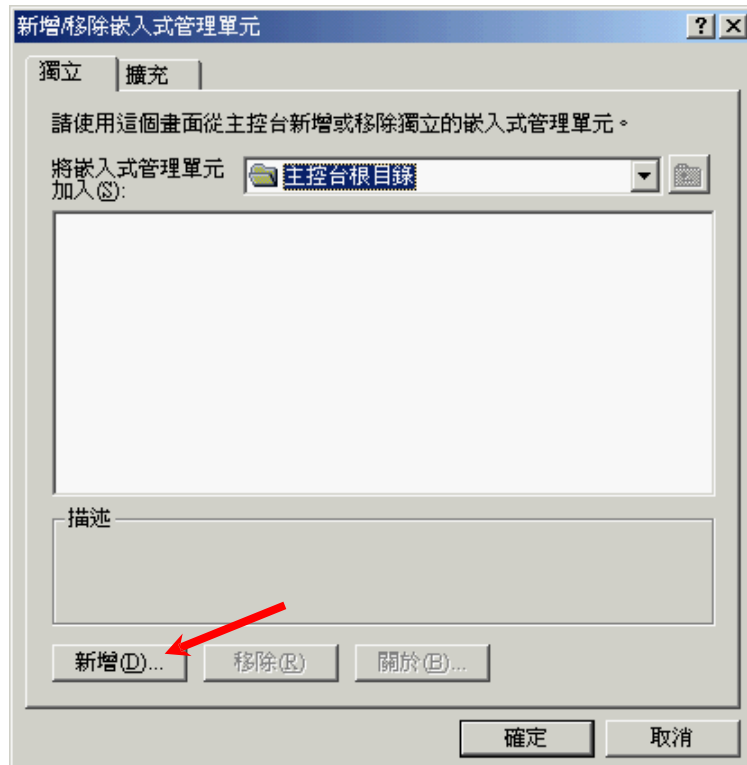 新增/移除嵌入式管理單元
獨立
擴充
請使用這個畫面從主控台新增或移除獨立的嵌入式管理單元。
將嵌入式管理單元
加入(S):
主控台根目錄
描述
新增(D)...
移除(R)
關於(B)...
確定
取消